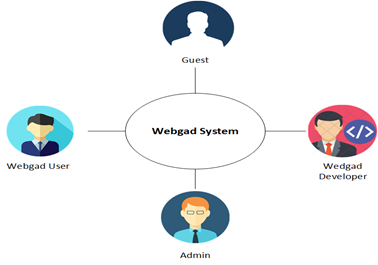 Guest
Webgad System
Webgad User
Wedgad
Developer
</>
Admin